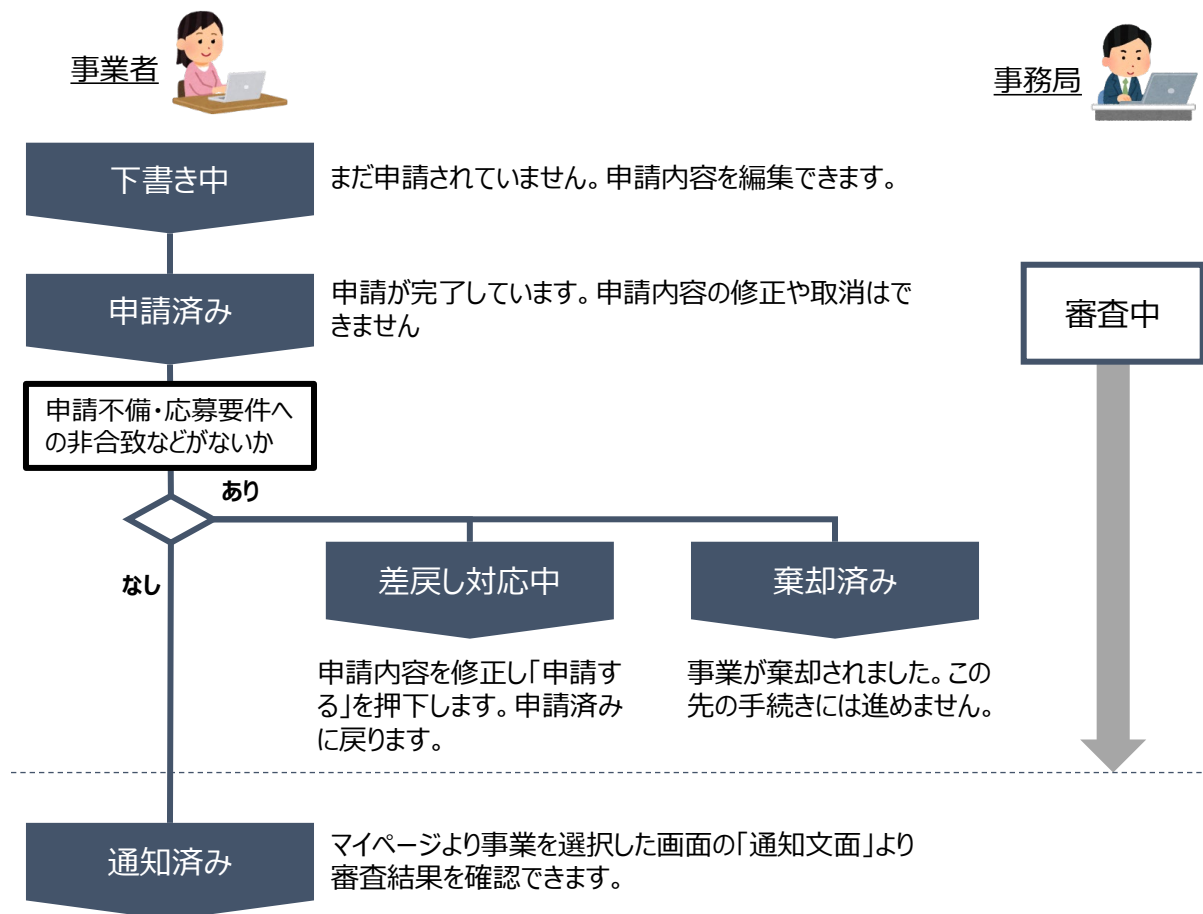 事業者
事務局
下書き中
まだ申請されていません。申請内容を編集できます。
申請済み
申請が完了しています。申請内容の修正や取消はで
きません
審査中
申請不備・応募要件へ
の非合致などがないか
あり
なし
差戻し対応中
棄却済み
申請内容を修正し「申請す
る」を押下します。申請済み
に戻ります。
事業が棄却されました。この
先の手続きには進めません。
通知済み
マイページより事業を選択した画面の「通知文面」より
審査結果を確認できます。